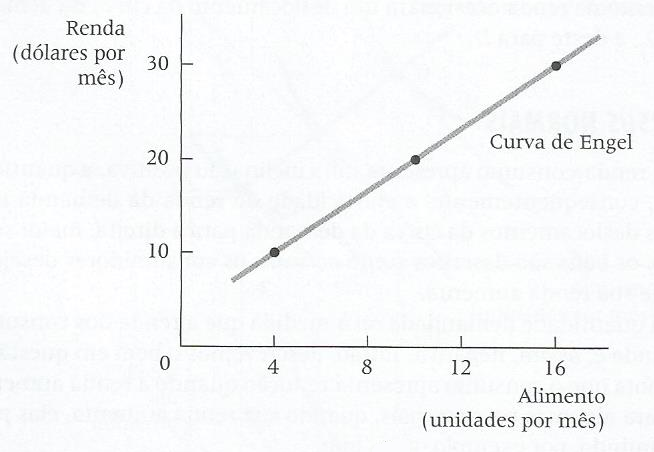 Renda
(dólares por
mês)
30
20
10
Curva de Engel
0
4
8
12
16
Alimento
(unidades por mês)